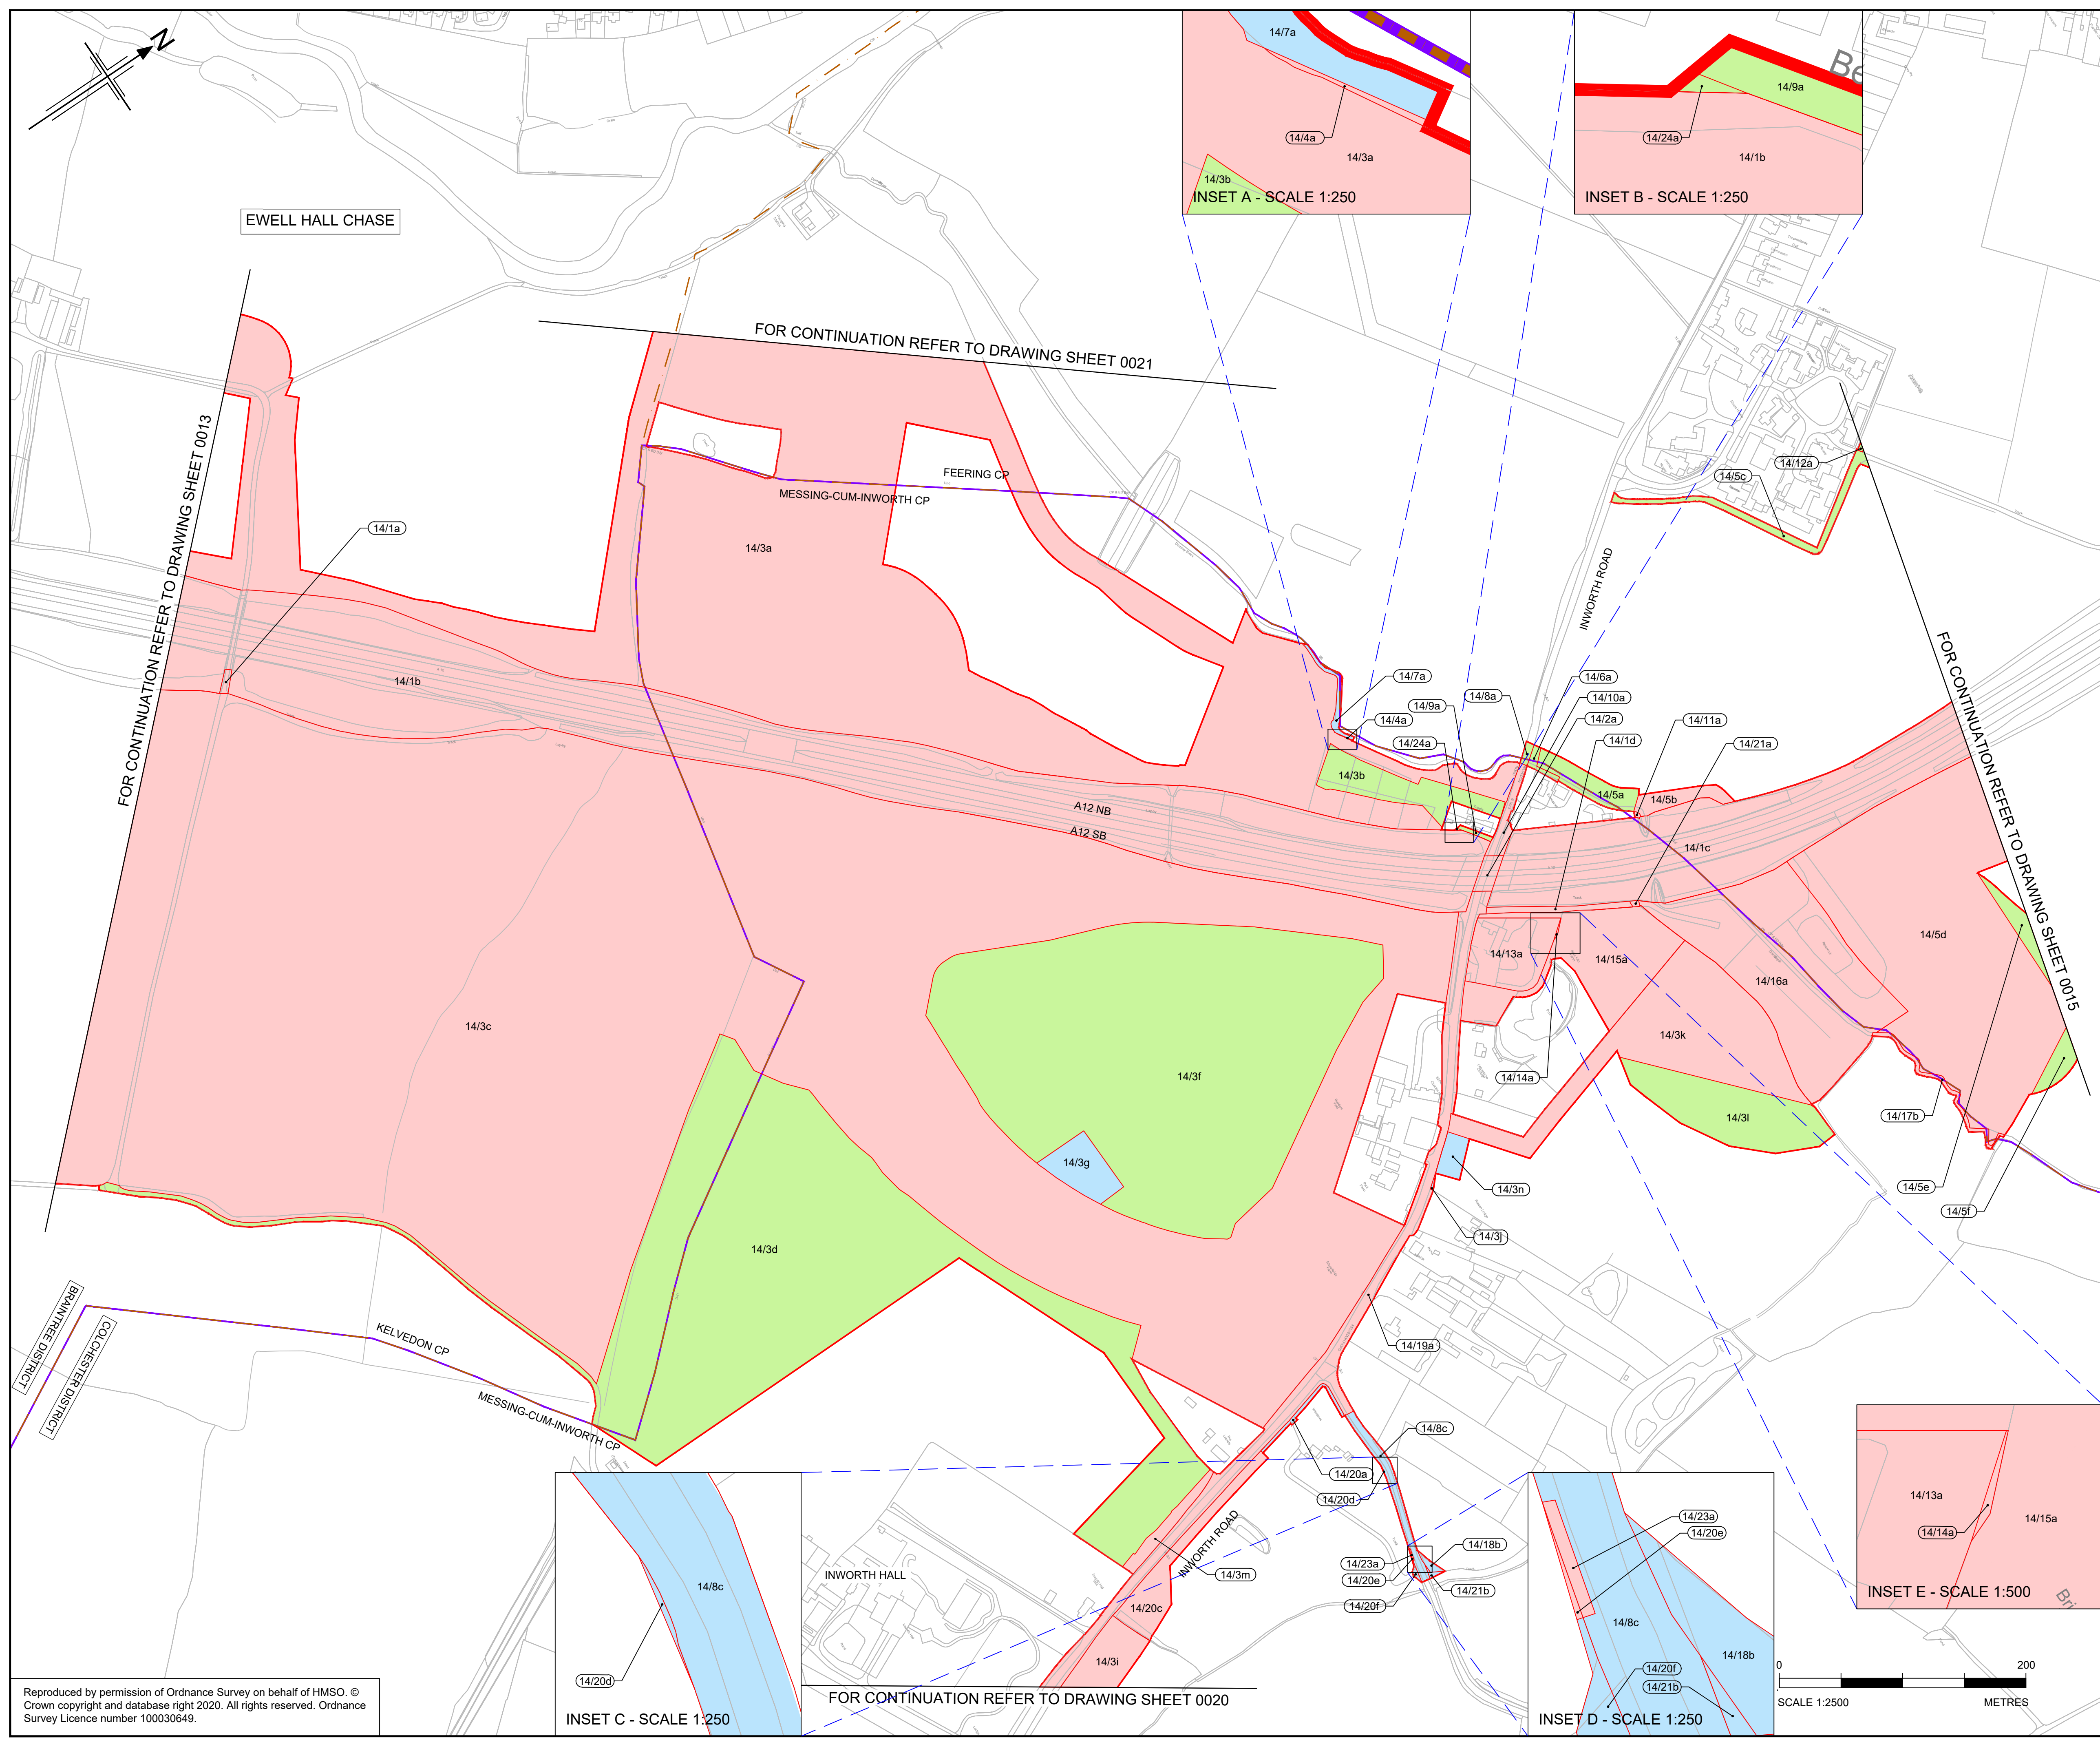 N
EWELL HALL CHASE
14/7a
14/4a
14/3a
14/3b
INSET A - SCALE 1:250
Be
14/9a
14/24a
14/1b
INSET B - SCALE 1:250
FOR CONTINUATION REFER TO DRAWING SHEET 0021
FOR CONTINUATION REFER TO DRAWING SHEET 0013
FEERING CP
MESSING-CUM-INWORTH CP
14/12a
14/5c
14/1a
14/3a
INWORTH ROAD
FOR CONTINUATION REFER TO DRAWING SHEET 0015
14/1b
14/7a
14/6a
14/8a
14/10a
14/9a
14/4a
14/2a
14/11a
14/24a
14/1d
14/21a
14/3b
14/5a
14/5b
A12 NB
A12 SB
14/1c
14/5d
14/13a
14/15a
14/16a
14/3c
14/3k
14/3f
14/14a
14/17b
14/3l
14/3g
14/5e
14/3n
14/5f
14/3j
14/3d
BRAINTREE DISTRICT
COLCHESTER DISTRICT
KELVEDON CP
MESSING-CUM-INWORTH CP
14/19a
14/8c
14/20a
14/20d
INWORTH ROAD
14/18b
14/23a
14/20e
14/21b
14/20f
14/3m
INWORTH HALL
14/20c
14/3i
14/8c
14/20d
INSET C - SCALE 1:250
14/23a
14/20e
14/8c
14/18b
14/20f
14/21b
INSET D - SCALE 1:250
14/13a
14/14a
14/15a
INSET E - SCALE 1:500
Bri
0
200
SCALE 1:2500
METRES
FOR CONTINUATION REFER TO DRAWING SHEET 0020
Reproduced by permission of Ordnance Survey on behalf of HMSO. ©
Crown copyright and database right 2020. All rights reserved. Ordnance
Survey Licence number 100030649.